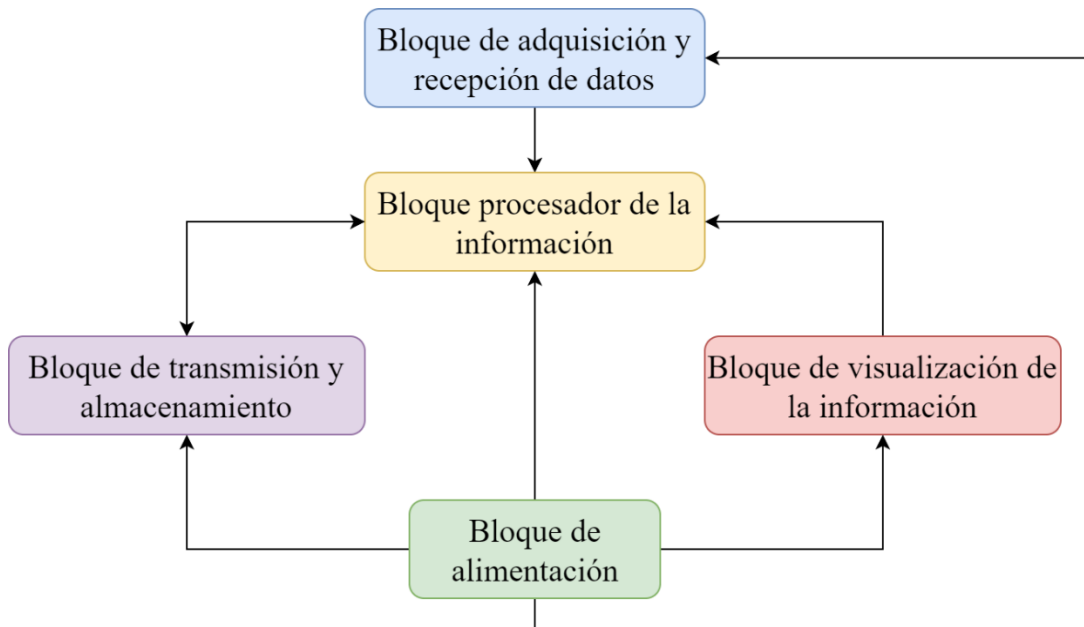 Bloque de adquisición y
recepción de datos
Bloque procesador de la
información
Bloque de transmisión y
almacenamiento
Bloque de visualización de
la información
Bloque de
alimentación